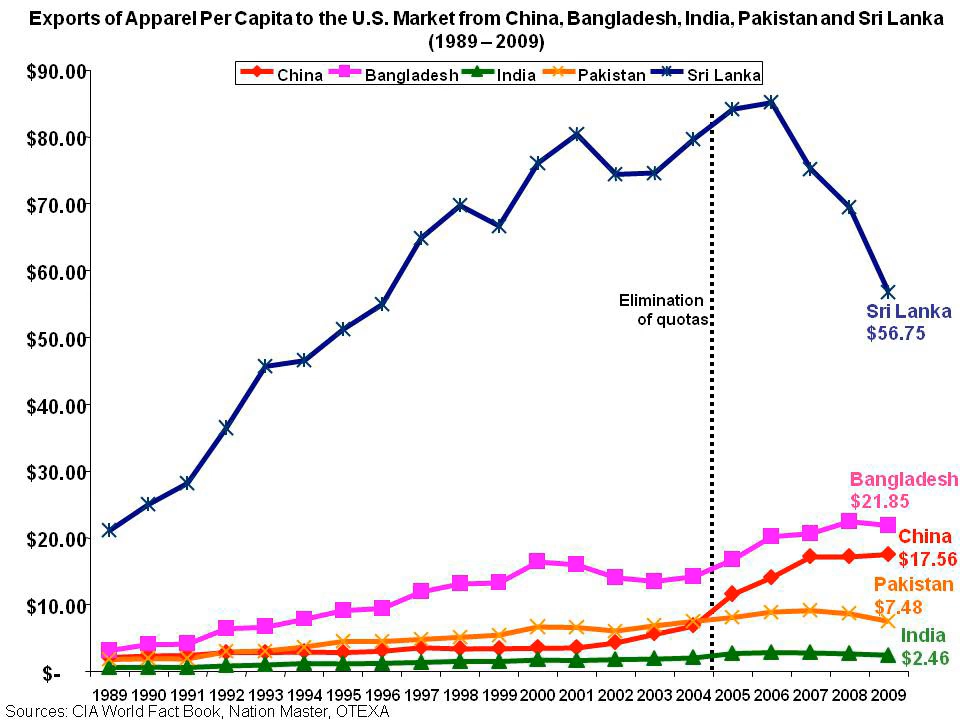 Exports of Apparel Per Capita to the U.S. Market from China, Bangladesh, India, Pakistan and Sri Lanka
(1989 – 2009)
China Bangladesh India Pakistan Sri Lanka
$90.00
$80.00
$70.00
$60.00
$50.00
$40.00
$30.00
$20.00
$10.00
$-
Elimination
of quotas
Sri Lanka
$56.75
Bangladesh
$21.85
China
$17.56
Pakistan
$7.48
India
$2.46
1989 1990 1991 1992 1993 1994 1995 1996 1997 1998 1999 2000 2001 2002 2003 2004 2005 2006 2007 2008 2009
Sources: CIA World Fact Book, Nation Master, OTEXA